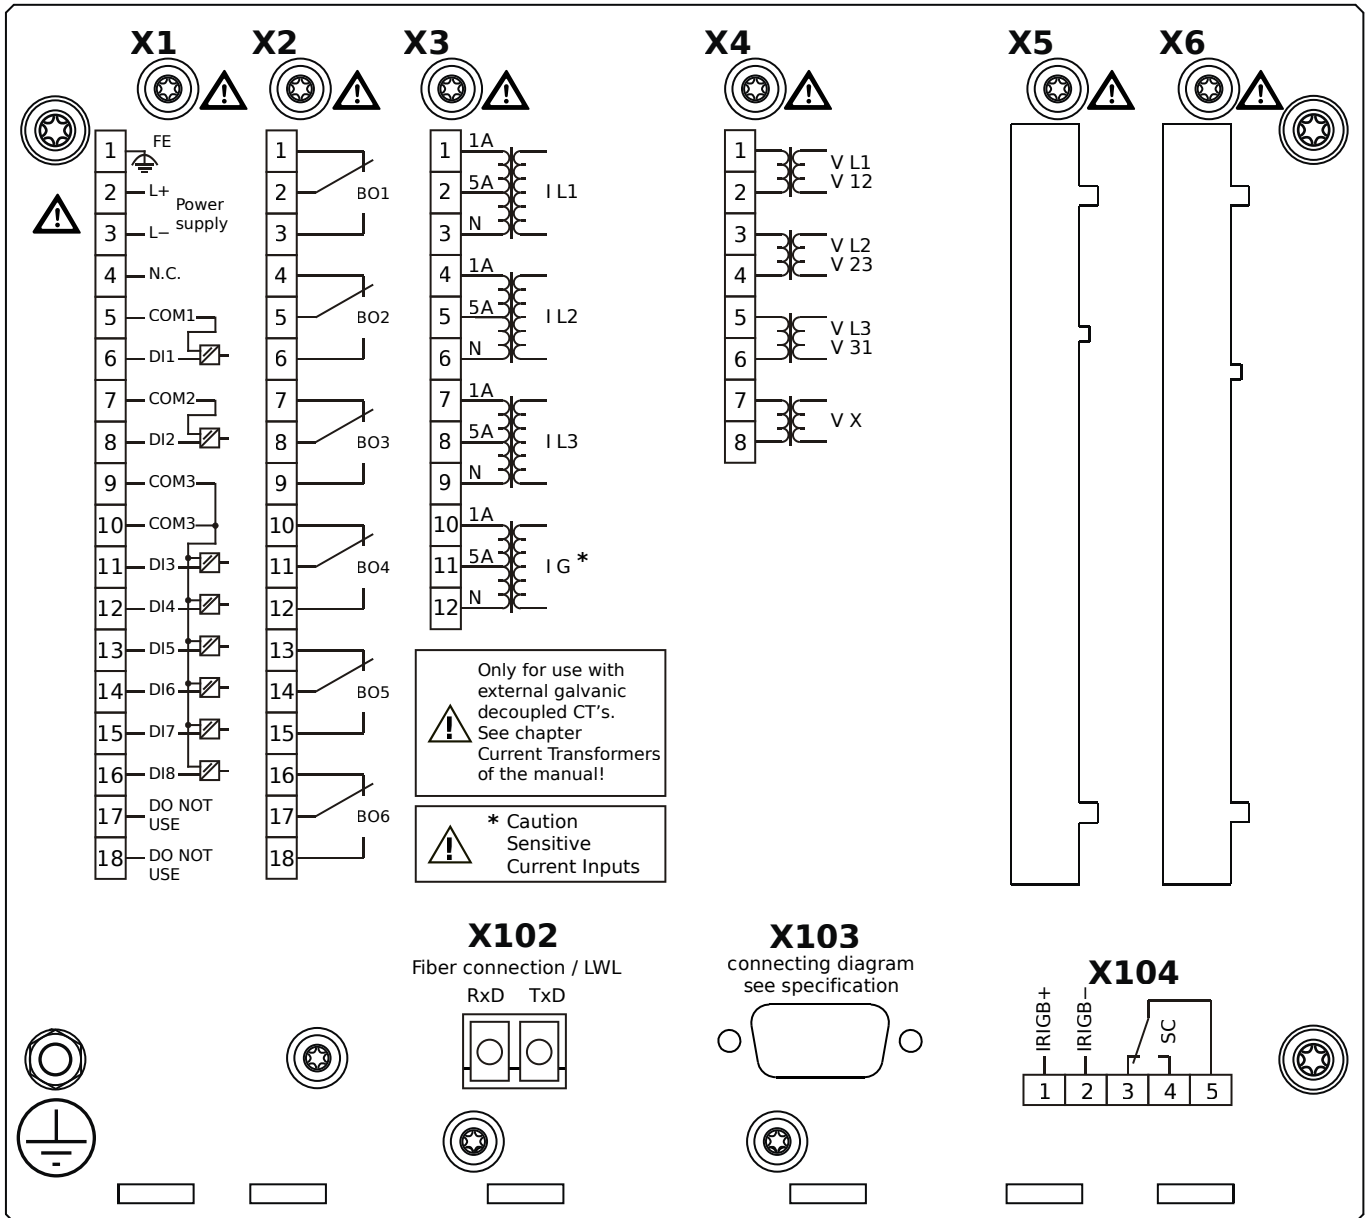 X1
X2
X3
X4
X5
X6
1 FE
2 L+
Power
supply
3 L−
4 N.C.
5 COM1
6 DI1
7 COM2
8 DI2
9 COM3
10 COM3
11 DI3
12 DI4
13 DI5
14 DI6
15 DI7
16 DI8
17 DO NOT
USE
18 DO NOT
USE
1
2 BO1
3
4
5 BO2
6
7
8 BO3
9
10
11 BO4
12
13
14 BO5
15
16
17 BO6
18
1 1A
2 5A I L1
3 N
4 1A
5 5A I L2
6 N
7 1A
8 5A I L3
9 N
10 1A
11 5A I G *
12 N
Only for use with
external galvanic
decoupled CT's.
See chapter
Current Transformers
of the manual!
* Caution
Sensitive
Current Inputs
1 V L1
2 V 12
3 V L2
4 V 23
5 V L3
6 V 31
7 V X
8
X102
Fiber connection / LWL
RxD TxD
X103
connecting diagram
see specification
X104
IRIGB+
IRIGB−
SC
1 2 3 4 5